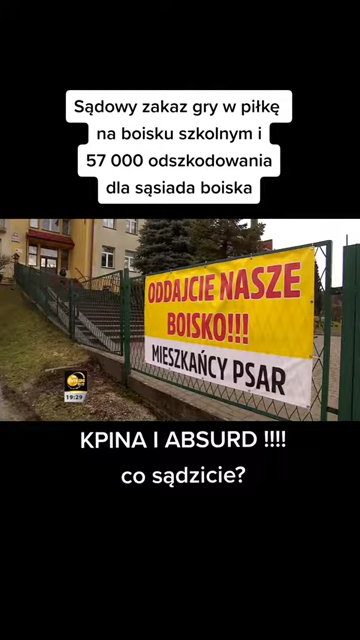 Sądowy zakaz gry w piłkę
na boisku szkolnym i
57 000 odszkodowania
dla sąsiada boiska
ODDAJCIE NASZE
BOISKO!!!
MIESZKAŃCY PSAR
19:29
KPINA I ABSURD !!!!
co sądzicie?